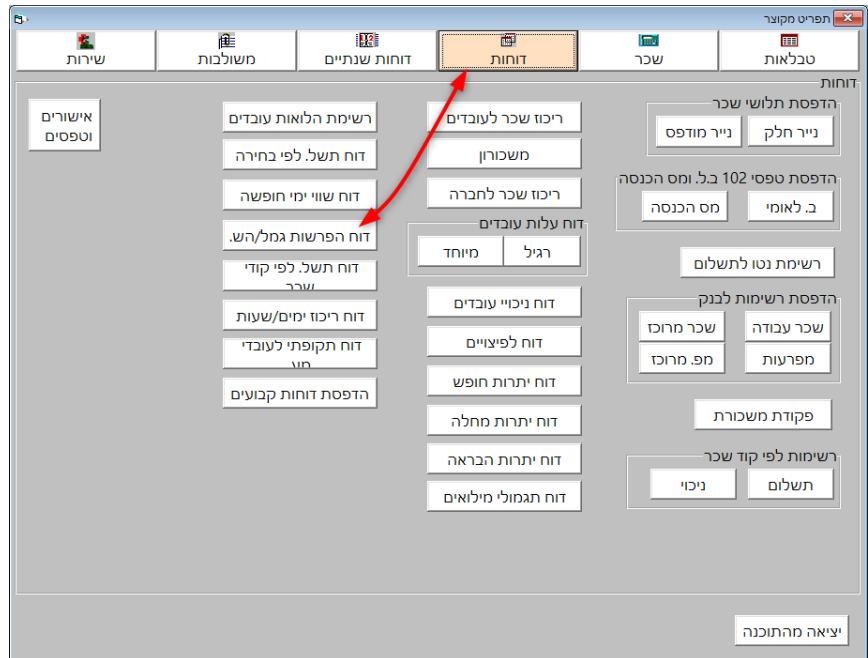 תפריט מקוצר
טבלאות
שכר
דוחות
דוחות שנתיים
משולבות
שירות
דוחות
הדפסת תלושי שכר
נייר חלק
נייר מודפס
הדפסת טפסי 102 ב.ל. ומס הכנסה
ב. לאומי
מס הכנסה
רשימת נטו לתשלום
הדפסת רשימות לבנק
שכר עבודה
שכר מרוכז
מפרעות
מפ. מרוכז
פקודת משכורת
רשימות לפי קוד שכר
תשלום
ניכוי
ריכוז שכר לעובדים
משכורון
ריכוז שכר לחברה
דוח עלות עובדים
רגיל
מיוחד
דוח ניכויי עובדים
דוח לפיצויים
דוח יתרות חופש
דוח יתרות מחלה
דוח יתרות הבראה
דוח תגמולי מילואים
רשימת הלואות עובדים
דוח תשל. לפי בחירה
דוח שווי ימי חופשה
דוח הפרשות גמל/הש.
דוח תשל. לפי קודי
שכר
דוח ריכוז ימים/שעות
דוח תקופתי לעובדי
מע
הדפסת דוחות קבועים
אישורים
וטפסים
יציאה מהתוכנה